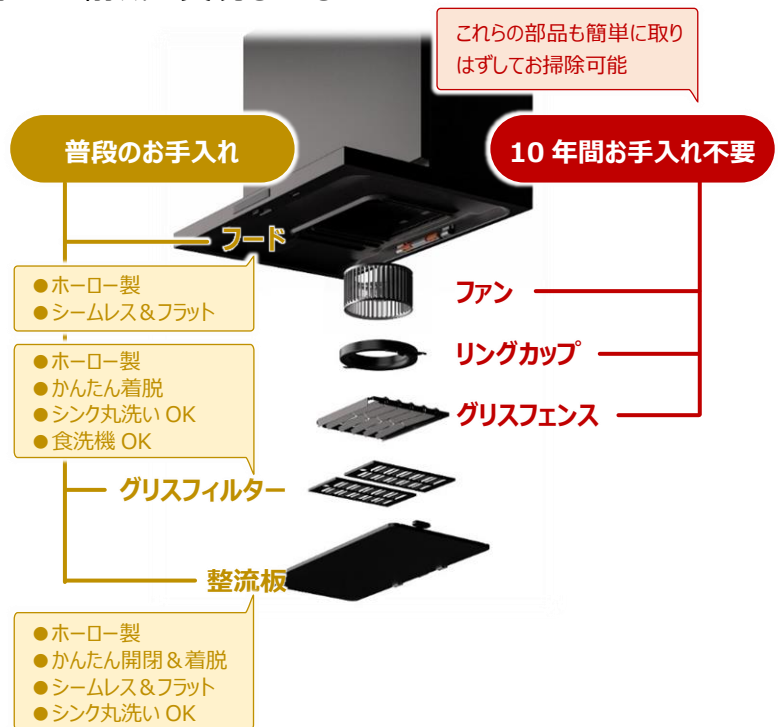 これらの部品も簡単に取り
はずしてお掃除可能
普段のお手入れ
10 年間お手入れ不要
フード
●ホーロー製
●シームレス＆フラット
ファン
●ホーロー製
●かんたん着脱
●シンク丸洗い OK
●食洗機 OK
リングカップ
グリスフェンス
グリスフィルター
整流板
●ホーロー製
●かんたん開閉＆着脱
●シームレス＆フラット
●シンク丸洗い OK